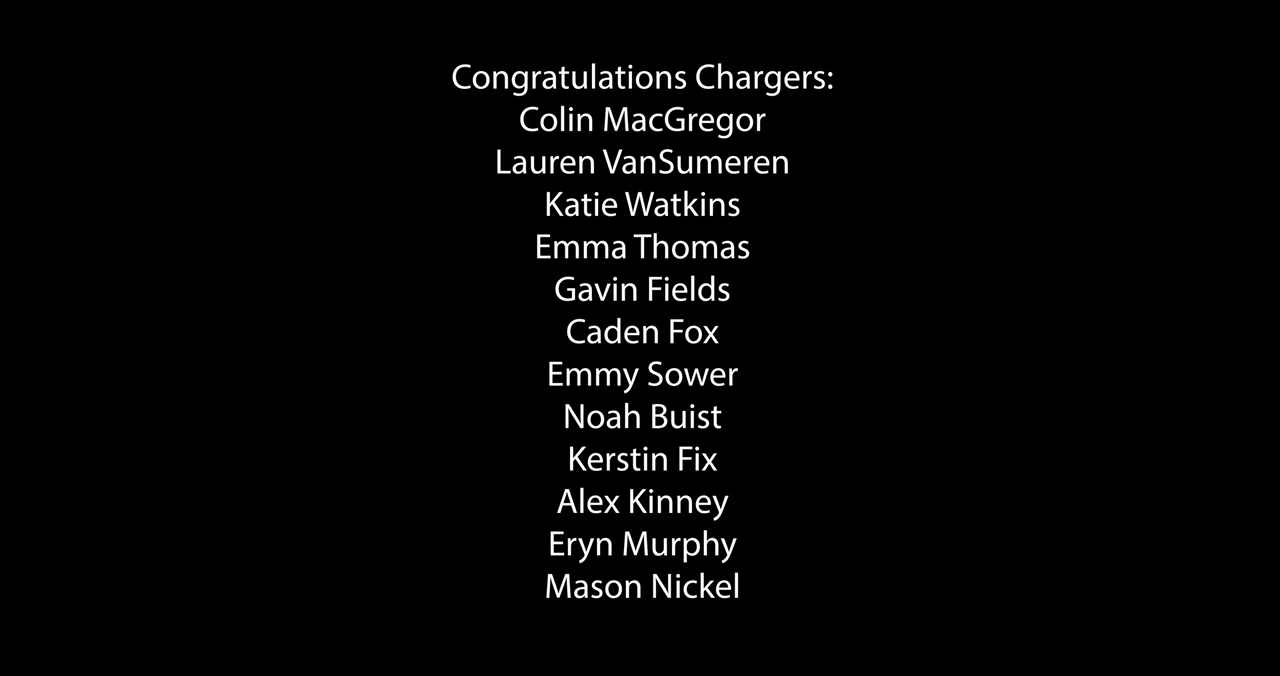 Congratulations Chargers:
Colin MacGregor
Lauren VanSumeren
Katie Watkins
Emma Thomas
Gavin Fields
Caden Fox
Emmy Sower
Noah Buist
Kerstin Fix
Alex Kinney
Eryn Murphy
Mason Nickel